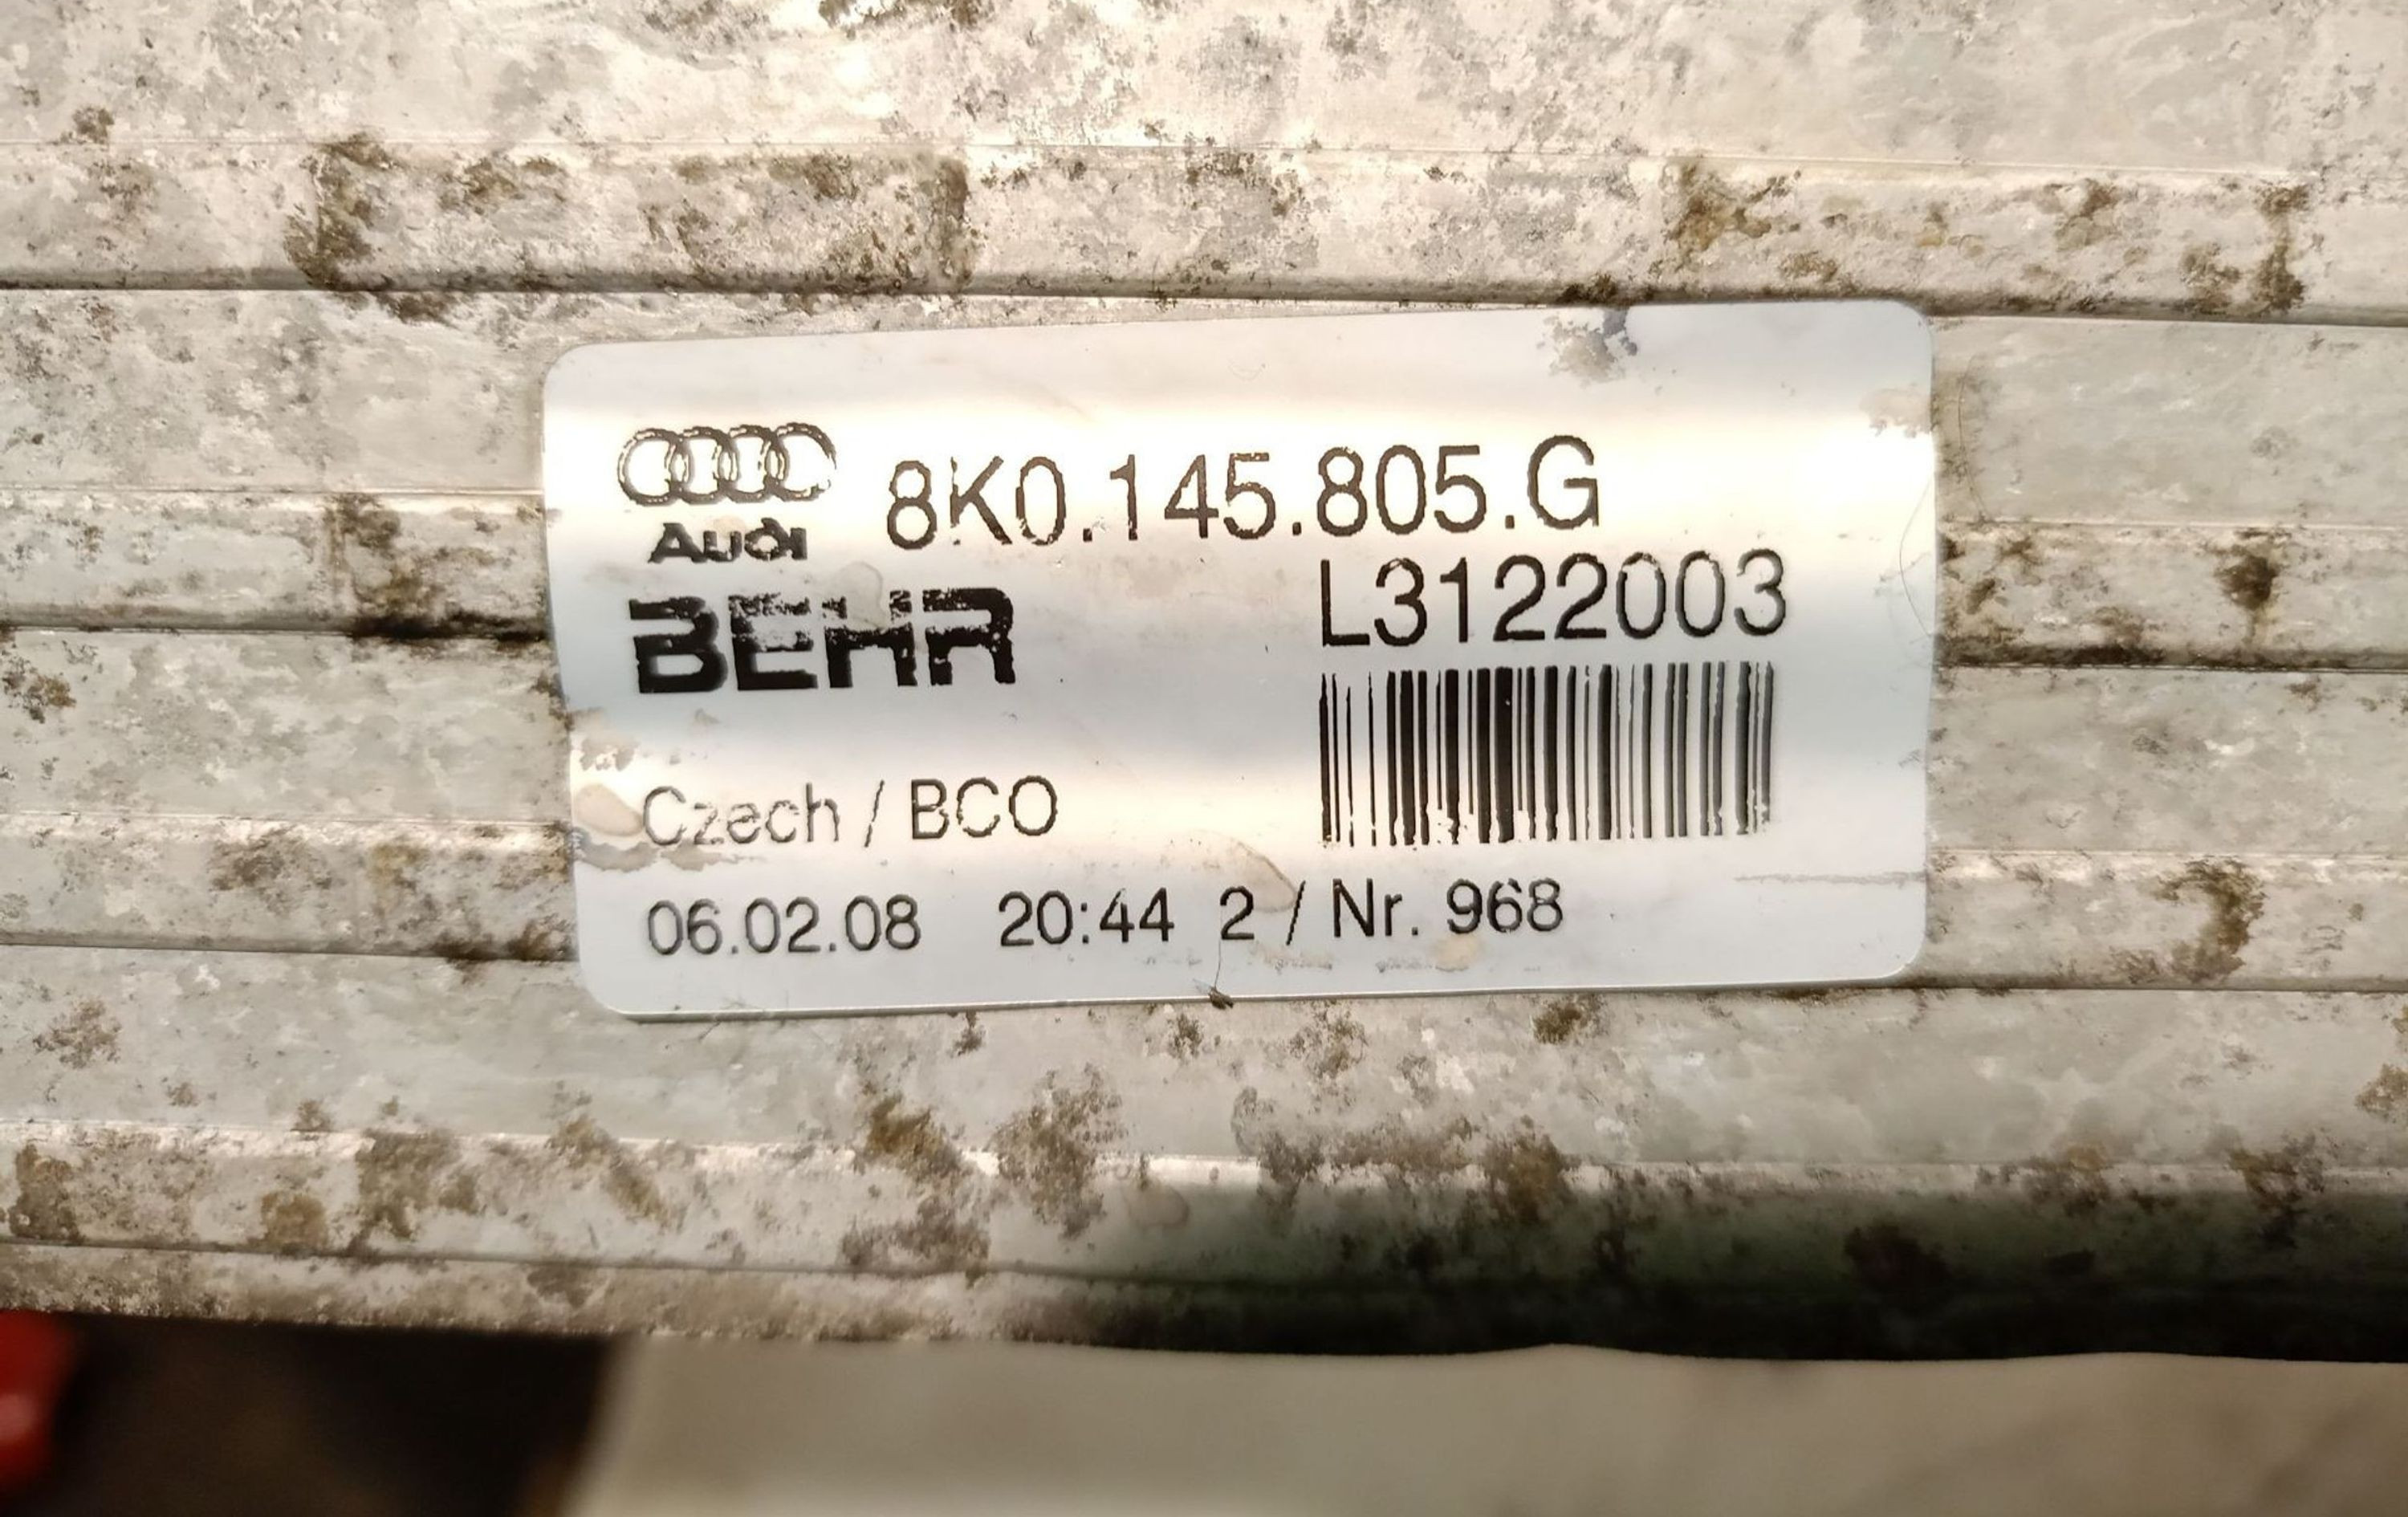 8K0.145.805.G
Audi
L3122003
BEHR
Czech / BCO
06.02.08 20:44 2 / Nr. 968